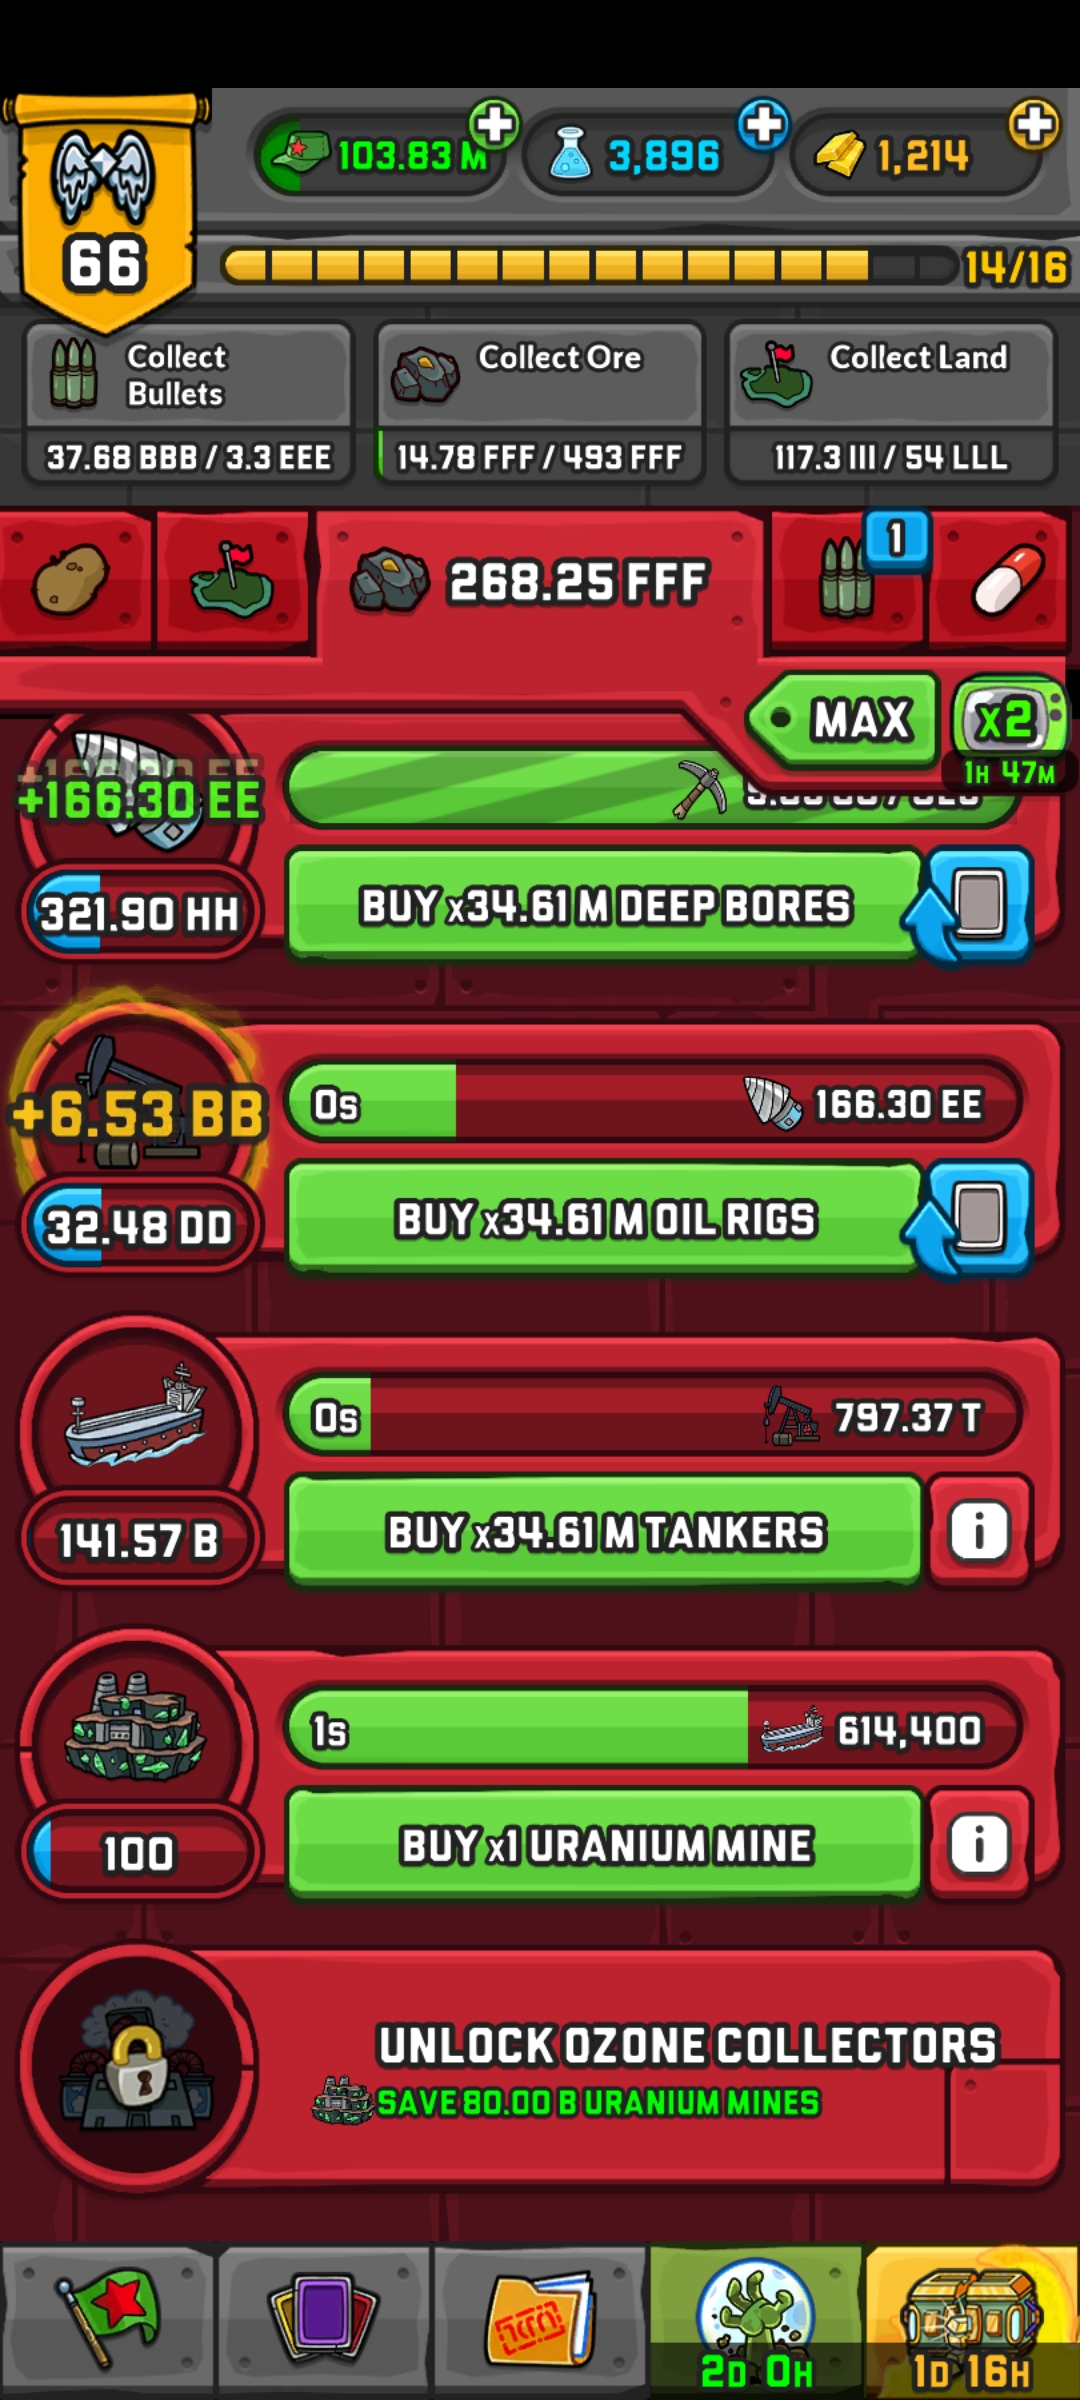 103.83 M
3,896
1,214
66
14/16
Collect
Bullets
Collect Ore
Collect Land
37.68 BBB / 3.3 EEE
14.78 FFF / 493 FFF
117.3 III / 54 LLL
1
268.25 FFF
MAX
x2
1H 47M
+166.30 EE
321.90 HH
BUY x34.61 M DEEP BORES
+6.53 BB
0s
166.30 EE
32.48 DD
BUY x34.61 M OIL RIGS
0s
797.37 T
141.57 B
BUY x34.61 M TANKERS
i
1s
614,400
100
BUY x1 URANIUM MINE
i
UNLOCK OZONE COLLECTORS
SAVE 80.00 B URANIUM MINES
2D 0H
1D 16H